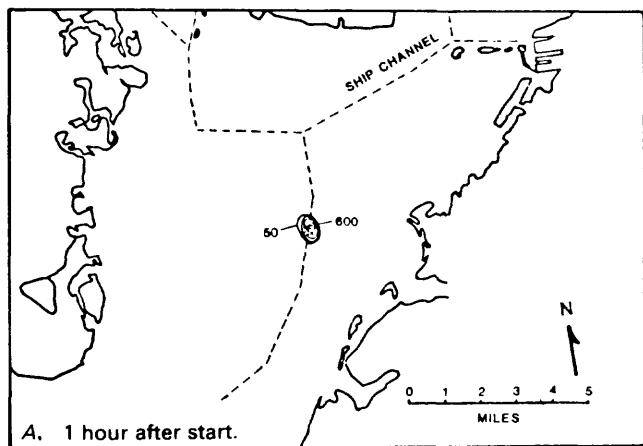 SHIP CHANNEL
50 600
N
0 1 2 3 4 5
MILES
A. 1 hour after start.